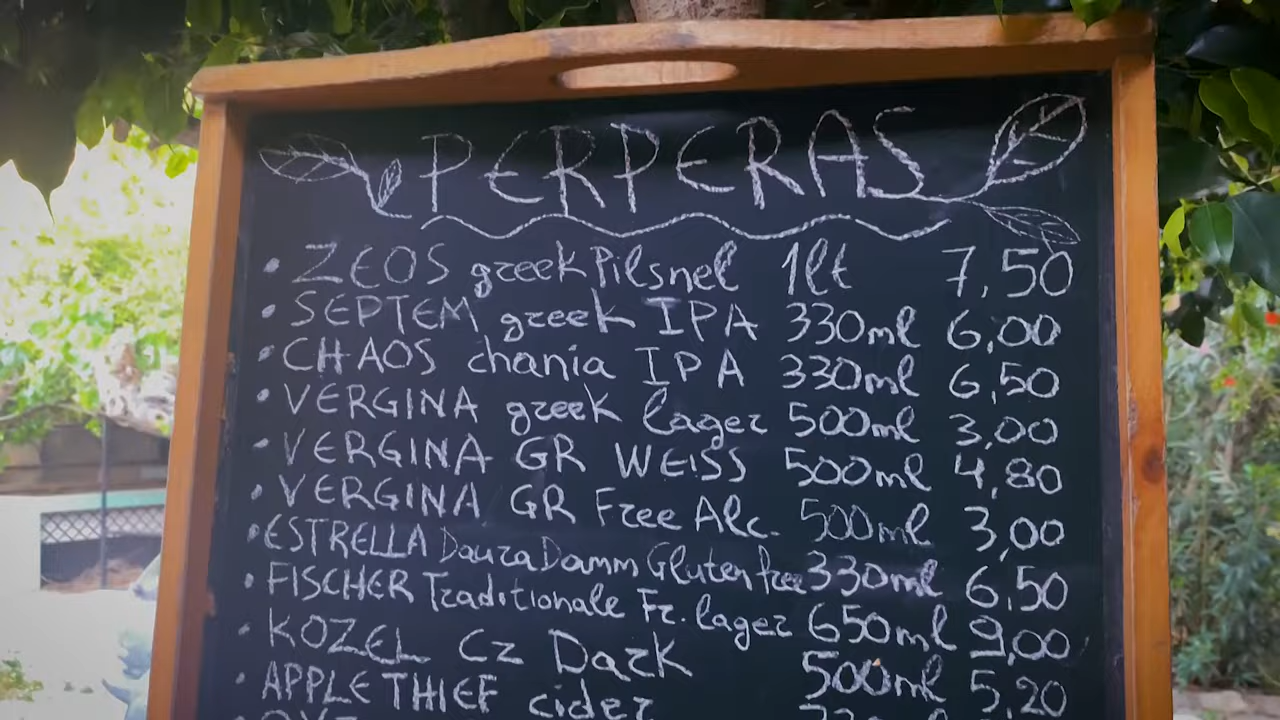 PERPERAS
• ZEOS greek Pilsnel 1lt 7,50
• SEPTEM greek IPA 330ml 6,00
• CHAOS chania IPA 330ml 6,50
• VERGINA greek lager 500ml 3,00
• VERGINA GR WEISS 500ml 4,80
• VERGINA GR Free Alc. 500ml 3,00
• ESTRELLA Daura Damm Gluten free 330ml 6.50
• FISCHER Traditionale Fr. lager 650ml 9,00
• KOZEL Cz Dark 500ml 5,20
• APPLE THIEF cider